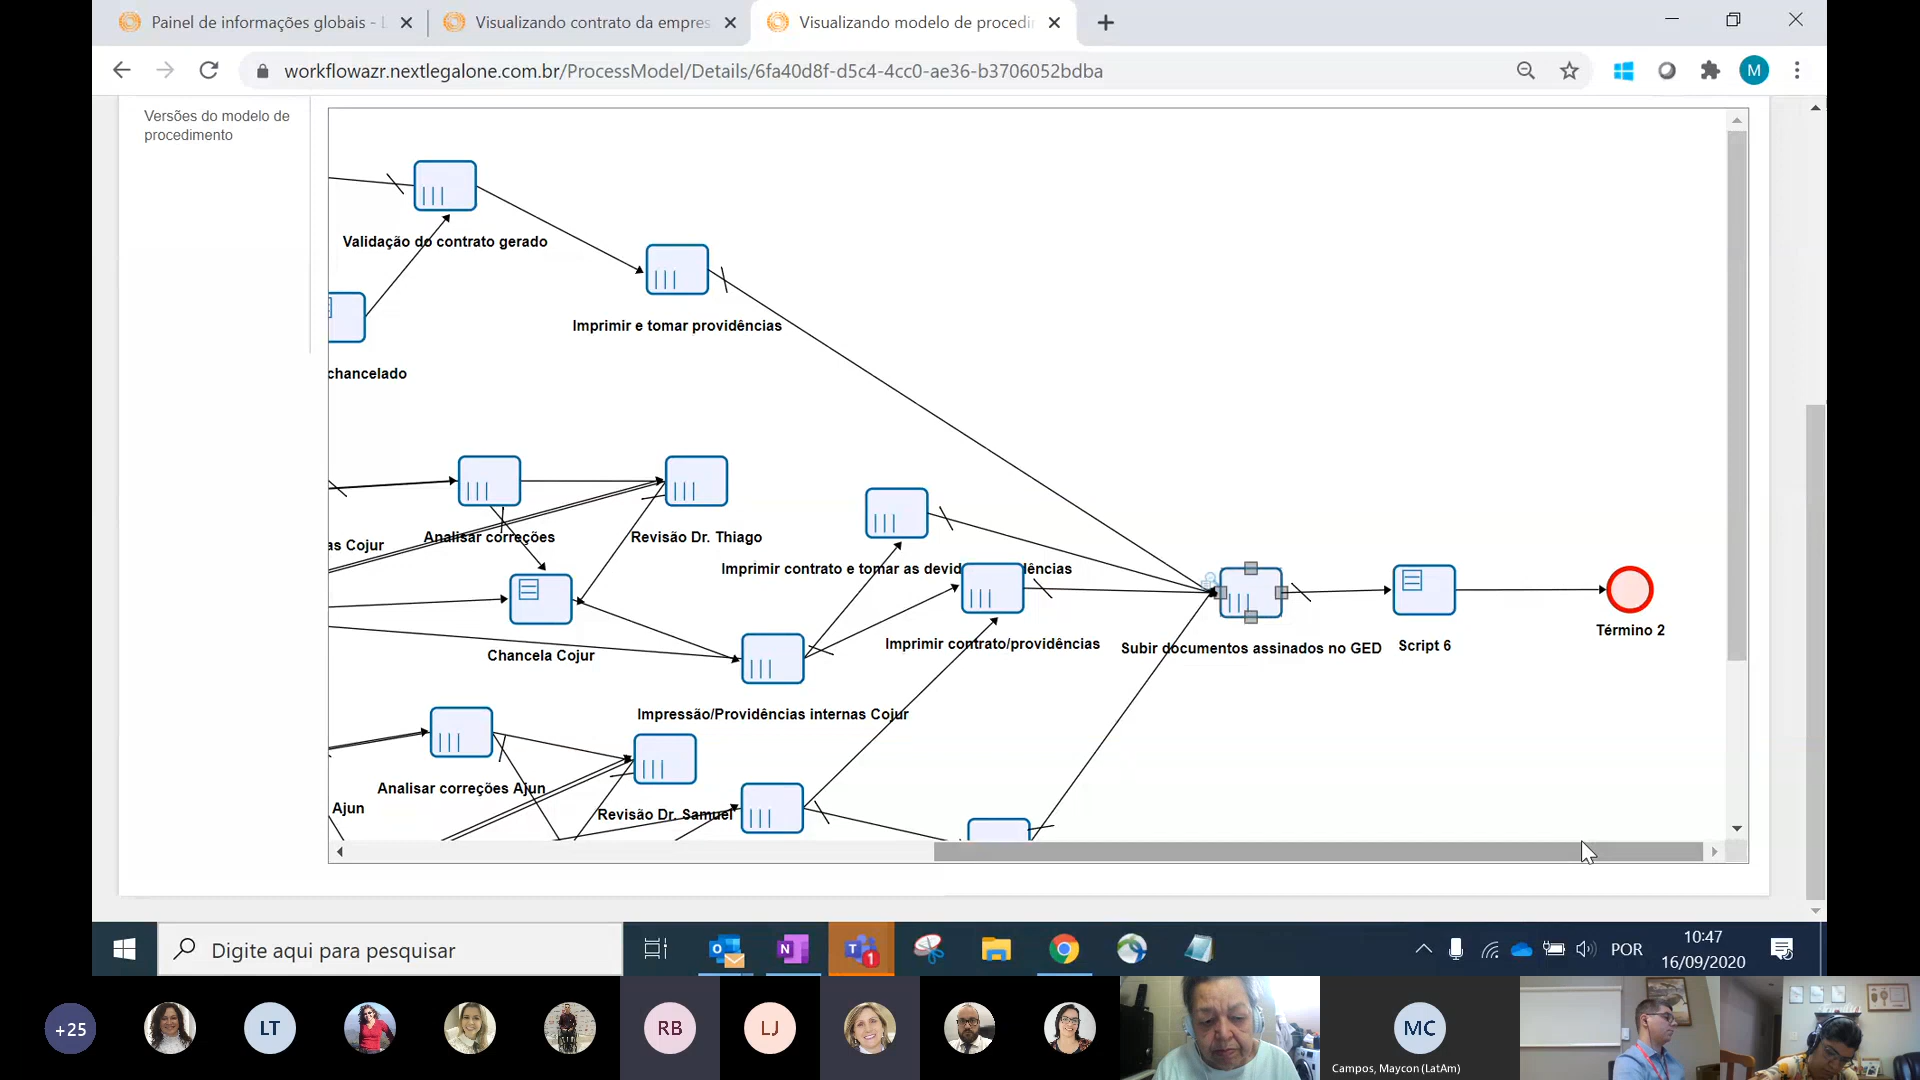 Painel de informações globais - L
Visualizando contrato da empres
Visualizando modelo de procedi
workflowazr.nextlegalone.com.br/ProcessModel/Details/6fa40d8f-d5c4-4cc0-ae36-b3706052bdba
M
Versões do modelo de
procedimento
Validação do contrato gerado
Imprimir e tomar providências
chancelado
as Cojur
Analisar correções
Revisão Dr. Thiago
Imprimir contrato e tomar as devid
dências
Chancela Cojur
Imprimir contrato/providências
Subir documentos assinados no GED
Script 6
Término 2
Impressão/Providências internas Cojur
Analisar correções Ajun
Ajun
Revisão Dr. Samuel
Digite aqui para pesquisar
1
POR
10:47
16/09/2020
+25
LT
RB
LJ
MC
Campos, Maycon (LatAm)